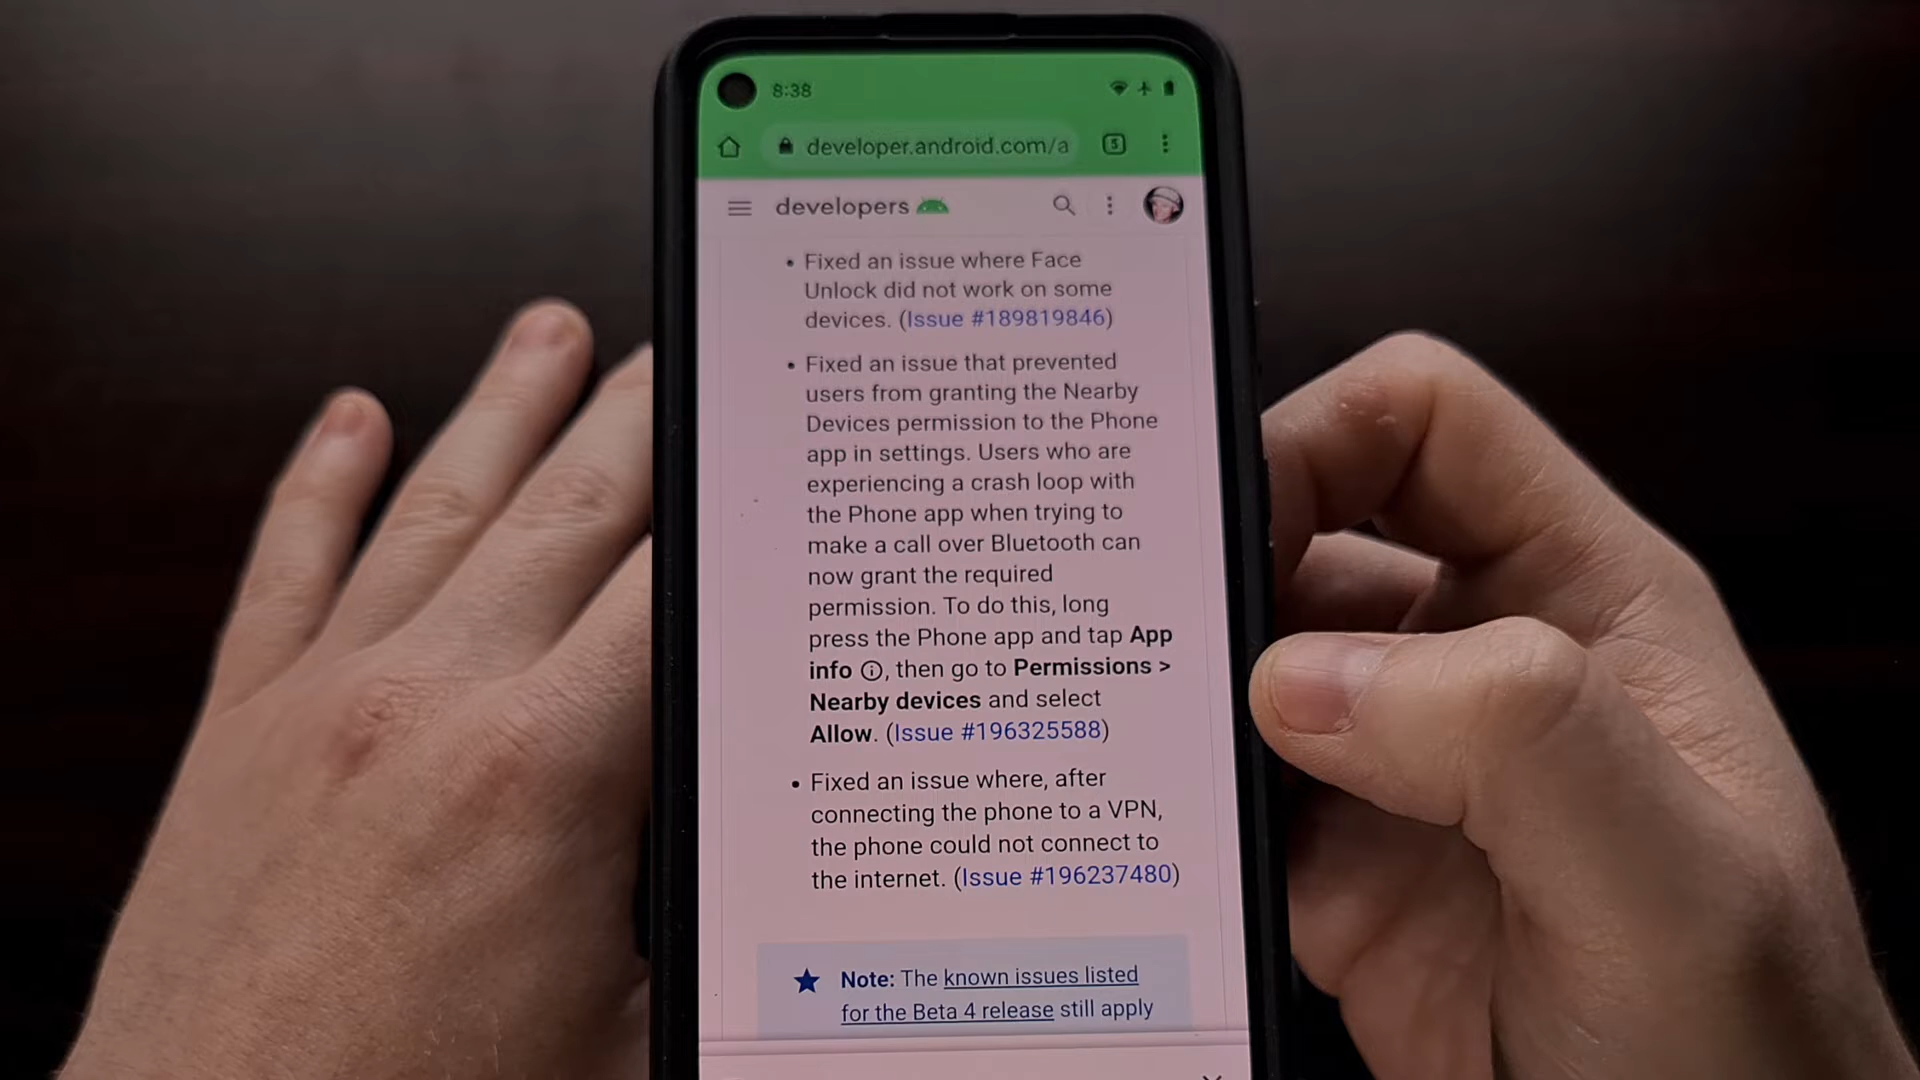 8:38
developer.android.com/a
5
developers
• Fixed an issue where Face
Unlock did not work on some
devices. (Issue #189819846)
• Fixed an issue that prevented
users from granting the Nearby
Devices permission to the Phone
app in settings. Users who are
experiencing a crash loop with
the Phone app when trying to
make a call over Bluetooth can
now grant the required
permission. To do this, long
press the Phone app and tap App
info ⓘ, then go to Permissions >
Nearby devices and select
Allow. (Issue #196325588)
• Fixed an issue where, after
connecting the phone to a VPN,
the phone could not connect to
the internet. (Issue #196237480)
★ Note: The known issues listed
for the Beta 4 release still apply